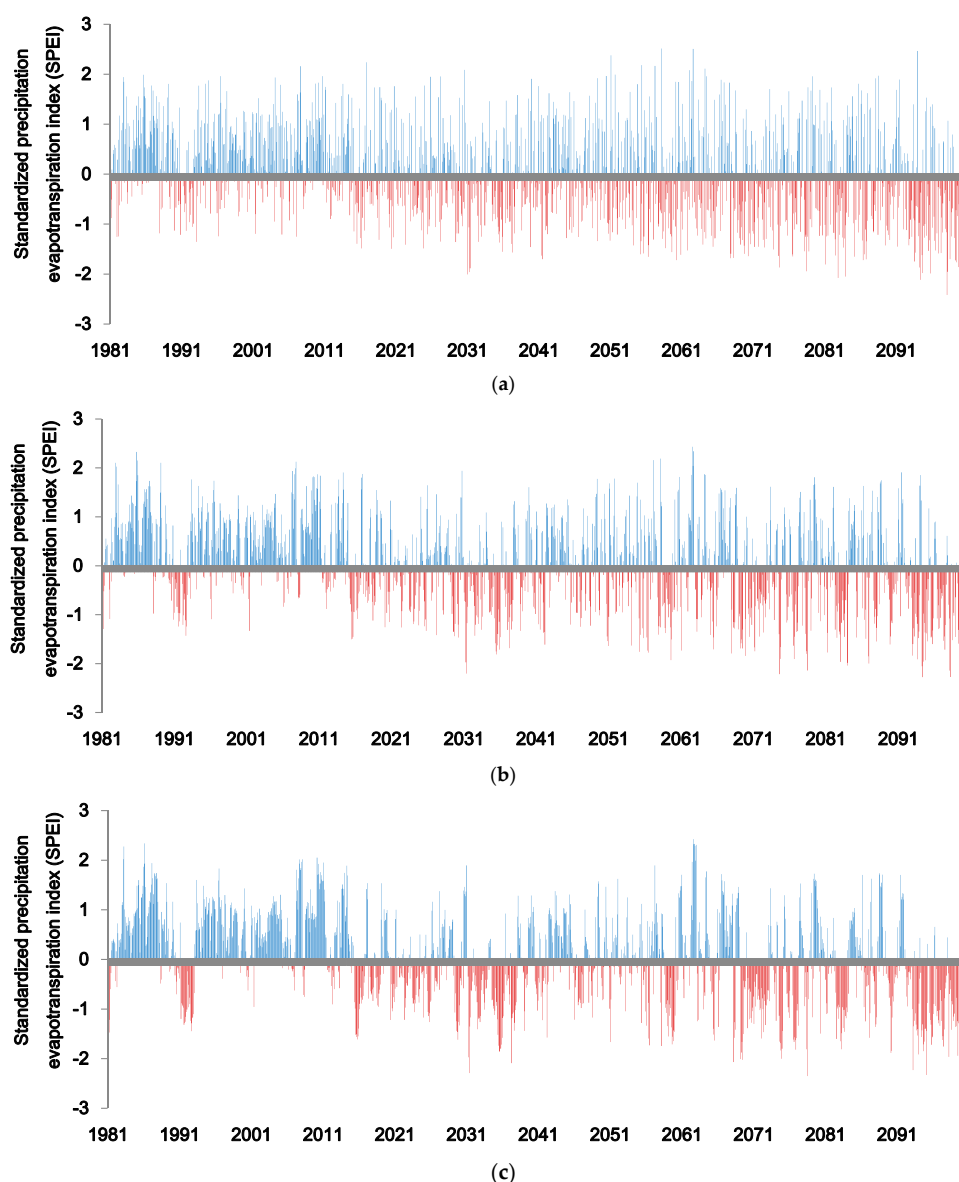 Standardized precipitation
evapotranspiration index (SPEI)
3
2
1
0
-1
-2
-3
1981 1991 2001 2011 2021 2031 2041 2051 2061 2071 2081 2091
(a)
Standardized precipitation
evapotranspiration index (SPEI)
3
2
1
0
-1
-2
-3
1981 1991 2001 2011 2021 2031 2041 2051 2061 2071 2081 2091
(b)
Standardized precipitation
evapotranspiration index (SPEI)
3
2
1
0
-1
-2
-3
1981 1991 2001 2011 2021 2031 2041 2051 2061 2071 2081 2091
(c)